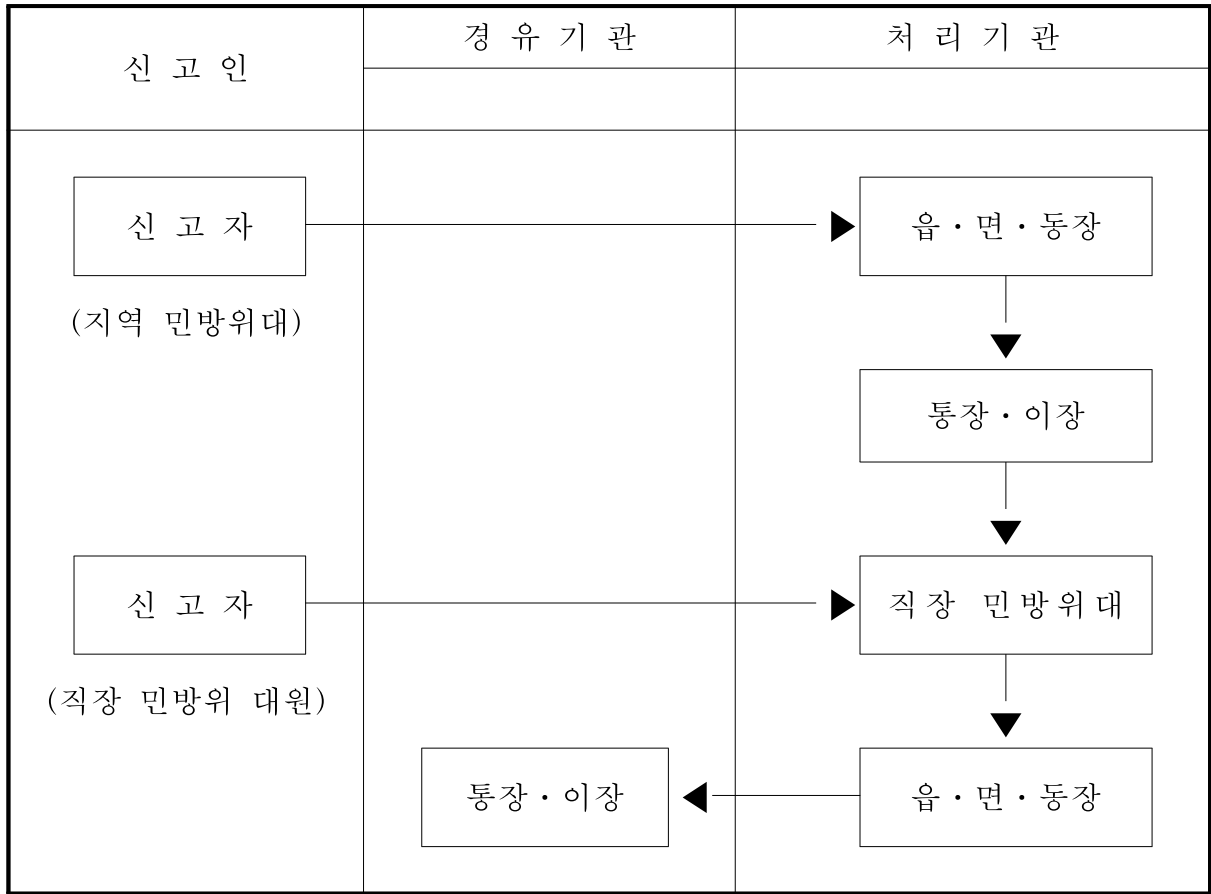 신 고 인
경 유 기 관
처 리 기 관
신 고 자
읍 · 면 · 동장
(지역 민방위대)
통장 · 이장
신 고 자
직장 민방위대
(직장 민방위 대원)
통장 · 이장
읍 · 면 · 동장